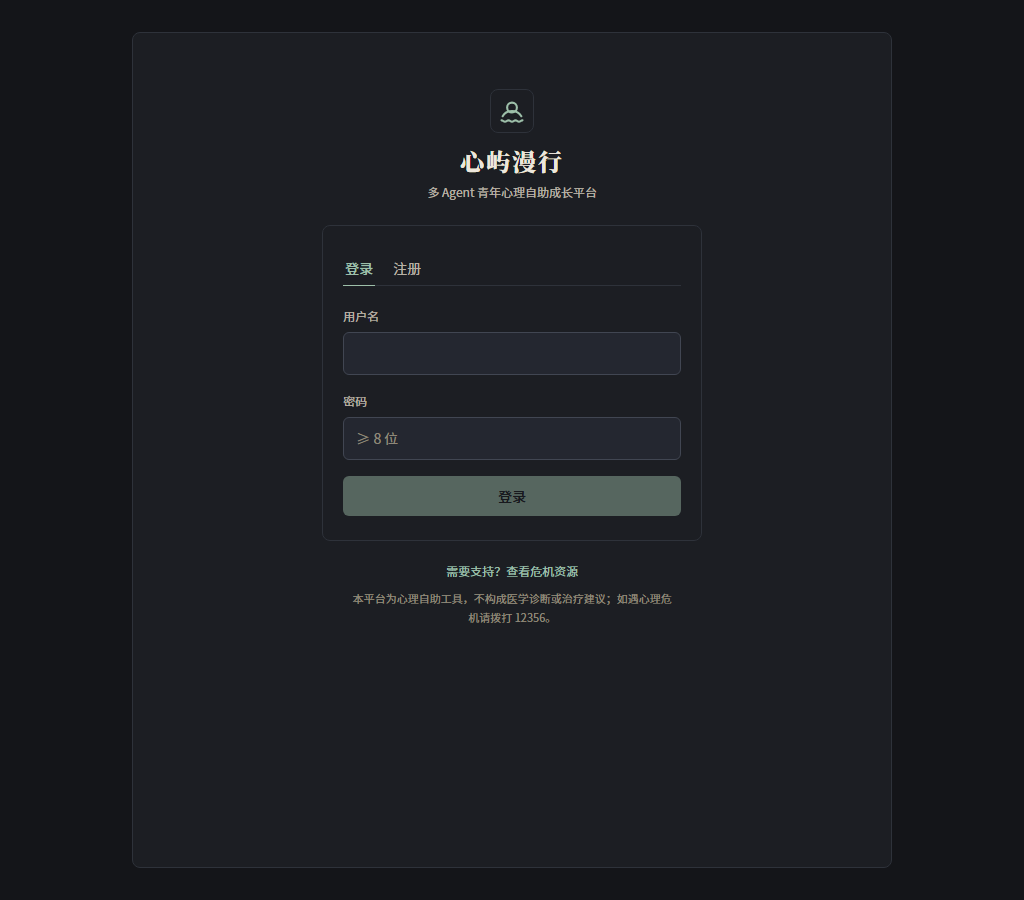 心屿漫行
多 Agent 青年心理自助成长平台
登录 注册
用户名
密码
≥ 8 位
登录
需要支持？查看危机资源
本平台为心理自助工具，不构成医学诊断或治疗建议；如遇心理危
机请拨打 12356。